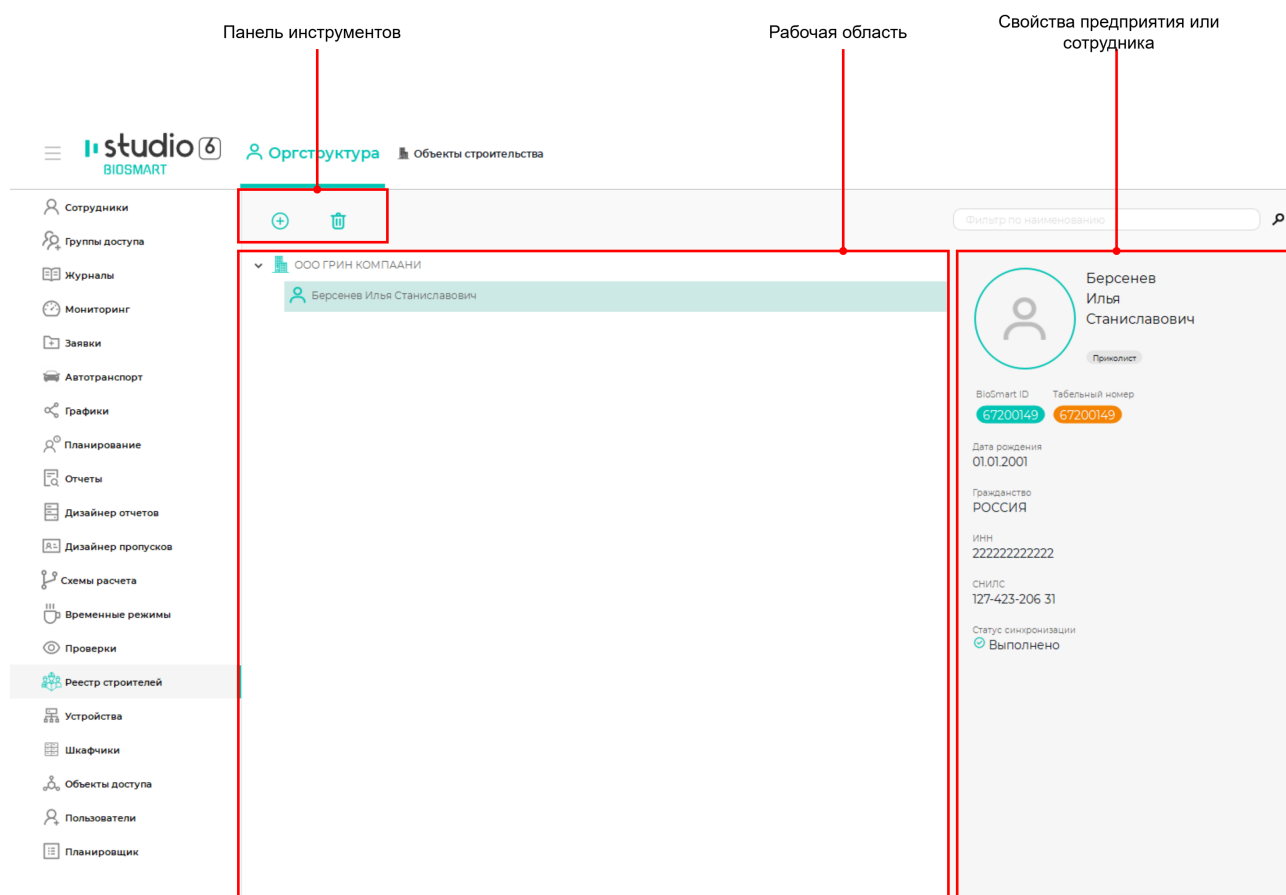 Панель инструментов
Рабочая область
Свойства предприятия или
сотрудника
studio 6
BIOSMART
Оргструктура
Объекты строительства
Сотрудники
Группы доступа
Журналы
Мониторинг
Заявки
Автотранспорт
Графики
Планирование
Отчеты
Дизайнер отчетов
Дизайнер пропусков
Схемы расчета
Временные режимы
Проверки
Реестр строителей
Устройства
Шкафчики
Объекты доступа
Пользователи
Планировщик
Фильтр по наименованию
ООО ГРИН КОМПААНИ
Берсенев Илья Станиславович
Берсенев
Илья
Станиславович
Приколист
BioSmart ID Табельный номер
67200149 67200149
Дата рождения
01.01.2001
Гражданство
РОССИЯ
ИНН
222222222222
СНИЛС
127-423-206 31
Статус синхронизации
Выполнено